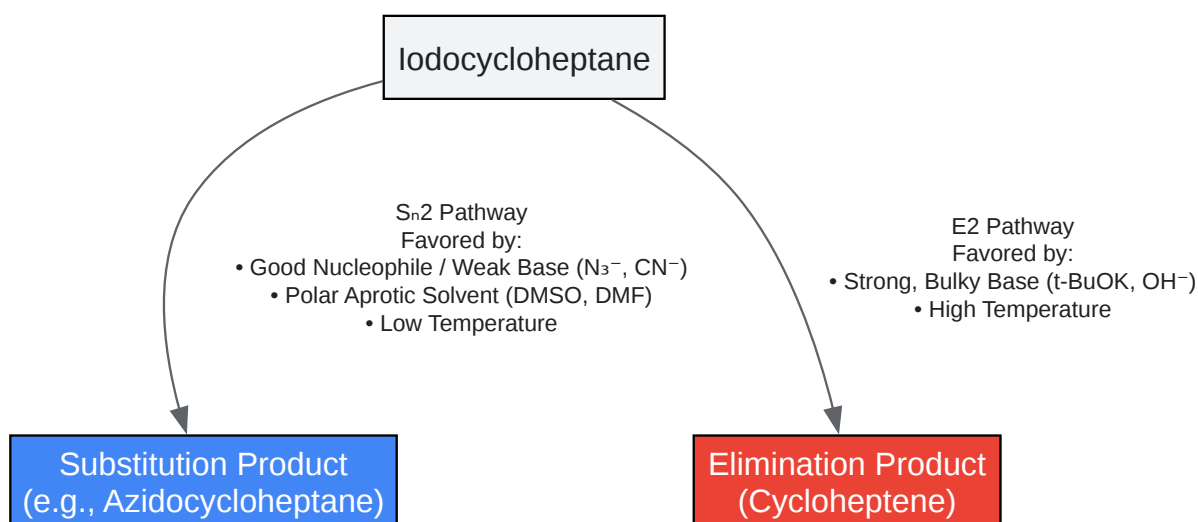 Iodocycloheptane
Sₙ2 Pathway
Favored by:
• Good Nucleophile / Weak Base (N₃⁻, CN⁻)
• Polar Aprotic Solvent (DMSO, DMF)
• Low Temperature
E2 Pathway
Favored by:
• Strong, Bulky Base (t-BuOK, OH⁻)
• High Temperature
Substitution Product
(e.g., Azidocycloheptane)
Elimination Product
(Cycloheptene)